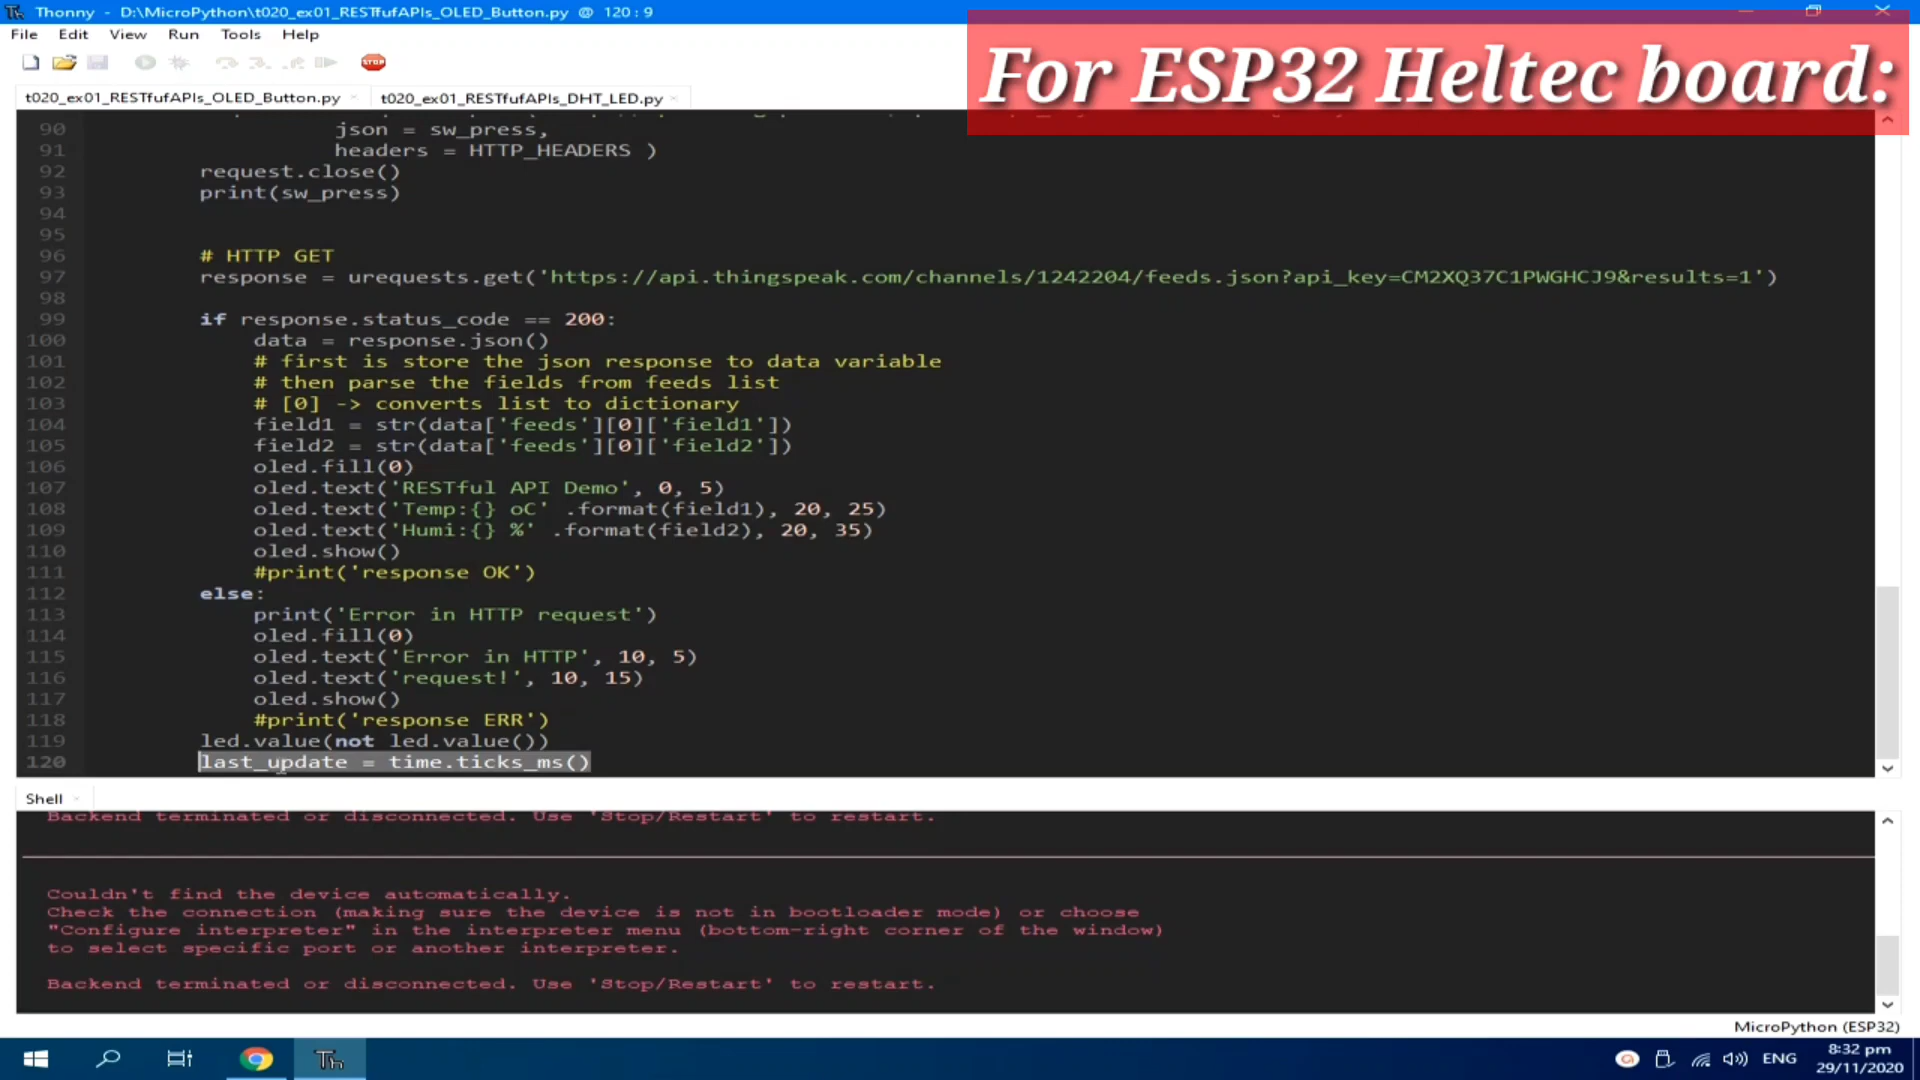 Thonny - D:\MicroPython\t020_ex01_RESTfufAPIs_OLED_Button.py @ 120 : 9
File Edit View Run Tools Help
STOP
For ESP32 Heltec board:
t020_ex01_RESTfufAPIs_OLED_Button.py
t020_ex01_RESTfufAPIs_DHT_LED.py
90 json = sw_press,
91 headers = HTTP_HEADERS )
92 request.close()
93 print(sw_press)
94
95
96 # HTTP GET
97 response = urequests.get('https://api.thingspeak.com/channels/1242204/feeds.json?api_key=CM2XQ37C1PWGHCJ9&results=1')
98
99 if response.status_code == 200:
100 data = response.json()
101 # first is store the json response to data variable
102 # then parse the fields from feeds list
103 # [0] -> converts list to dictionary
104 field1 = str(data['feeds'][0]['field1'])
105 field2 = str(data['feeds'][0]['field2'])
106 oled.fill(0)
107 oled.text('RESTful API Demo', 0, 5)
108 oled.text('Temp:{} oC' .format(field1), 20, 25)
109 oled.text('Humi:{} %' .format(field2), 20, 35)
110 oled.show()
111 #print('response OK')
112 else:
113 print('Error in HTTP request')
114 oled.fill(0)
115 oled.text('Error in HTTP', 10, 5)
116 oled.text('request!', 10, 15)
117 oled.show()
118 #print('response ERR')
119 led.value(not led.value())
120 last_update = time.ticks_ms()
Shell
Backend terminated or disconnected. Use 'Stop/Restart' to restart.
Couldn't find the device automatically.
Check the connection (making sure the device is not in bootloader mode) or choose
"Configure interpreter" in the interpreter menu (bottom-right corner of the window)
to select specific port or another interpreter.
Backend terminated or disconnected. Use 'Stop/Restart' to restart.
MicroPython (ESP32)
ENG
8:32 pm
29/11/2020